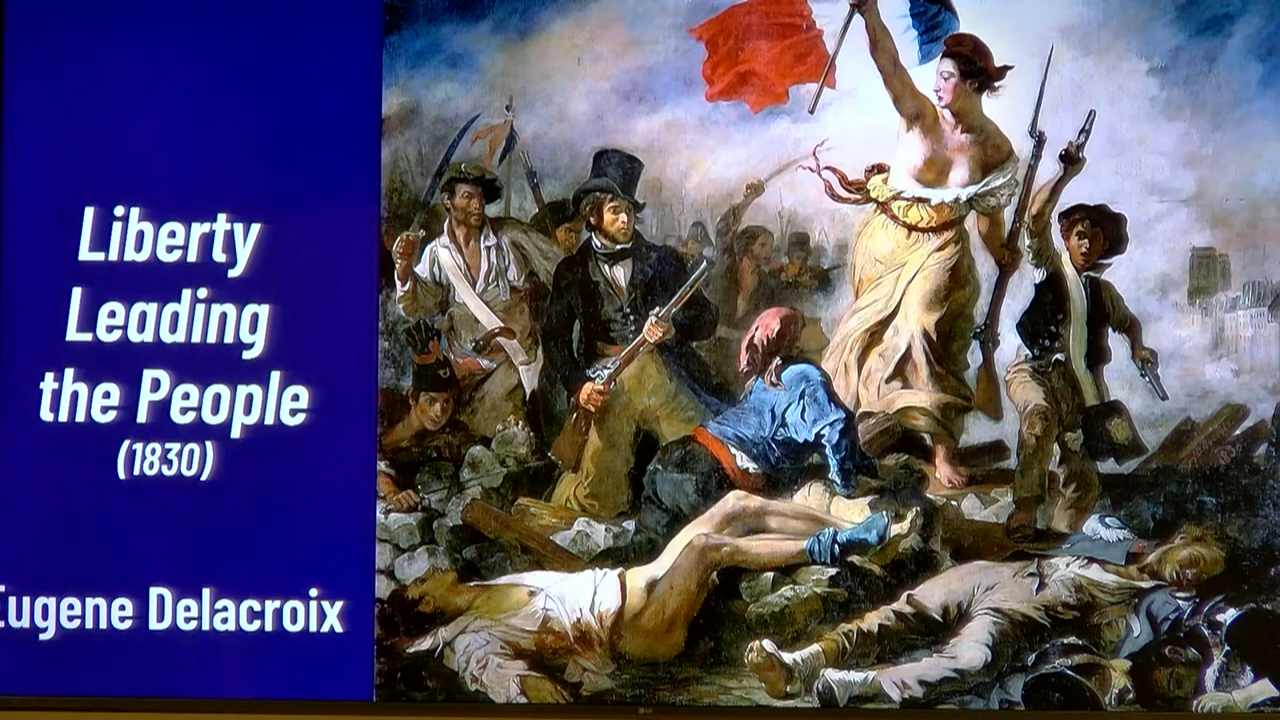 Liberty
Leading
the People
(1830)
Eugene Delacroix